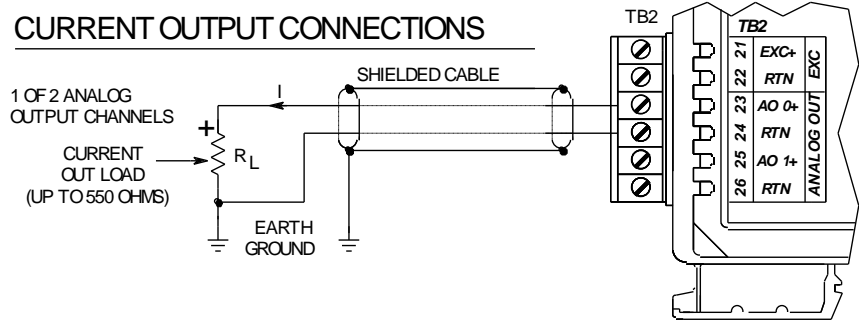 CURRENT OUTPUT CONNECTIONS
TB2
TB2
21 EXC+
22 RTN
EXC
23 AO 0+
24 RTN
25 AO 1+
26 RTN
ANALOG OUT
SHIELDED CABLE
I
1 OF 2 ANALOG
OUTPUT CHANNELS
+
RL
CURRENT
OUT LOAD
(UP TO 550 OHMS)
EARTH
GROUND